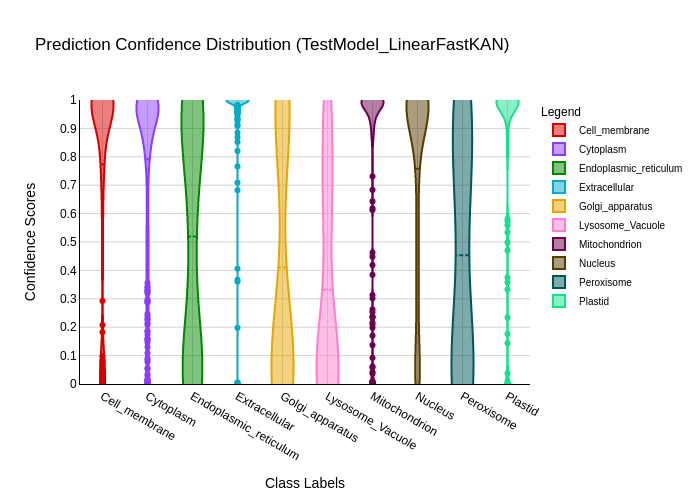 Prediction Confidence Distribution (TestModel_LinearFastKAN)
Legend
Cell_membrane
Cytoplasm
Endoplasmic_reticulum
Extracellular
Golgi_apparatus
Lysosome_Vacuole
Mitochondrion
Nucleus
Peroxisome
Plastid
Confidence Scores
1
0.9
0.8
0.7
0.6
0.5
0.4
0.3
0.2
0.1
0
Cell_membrane
Cytoplasm
Endoplasmic_reticulum
Extracellular
Golgi_apparatus
Lysosome_Vacuole
Mitochondrion
Nucleus
Peroxisome
Plastid
Class Labels